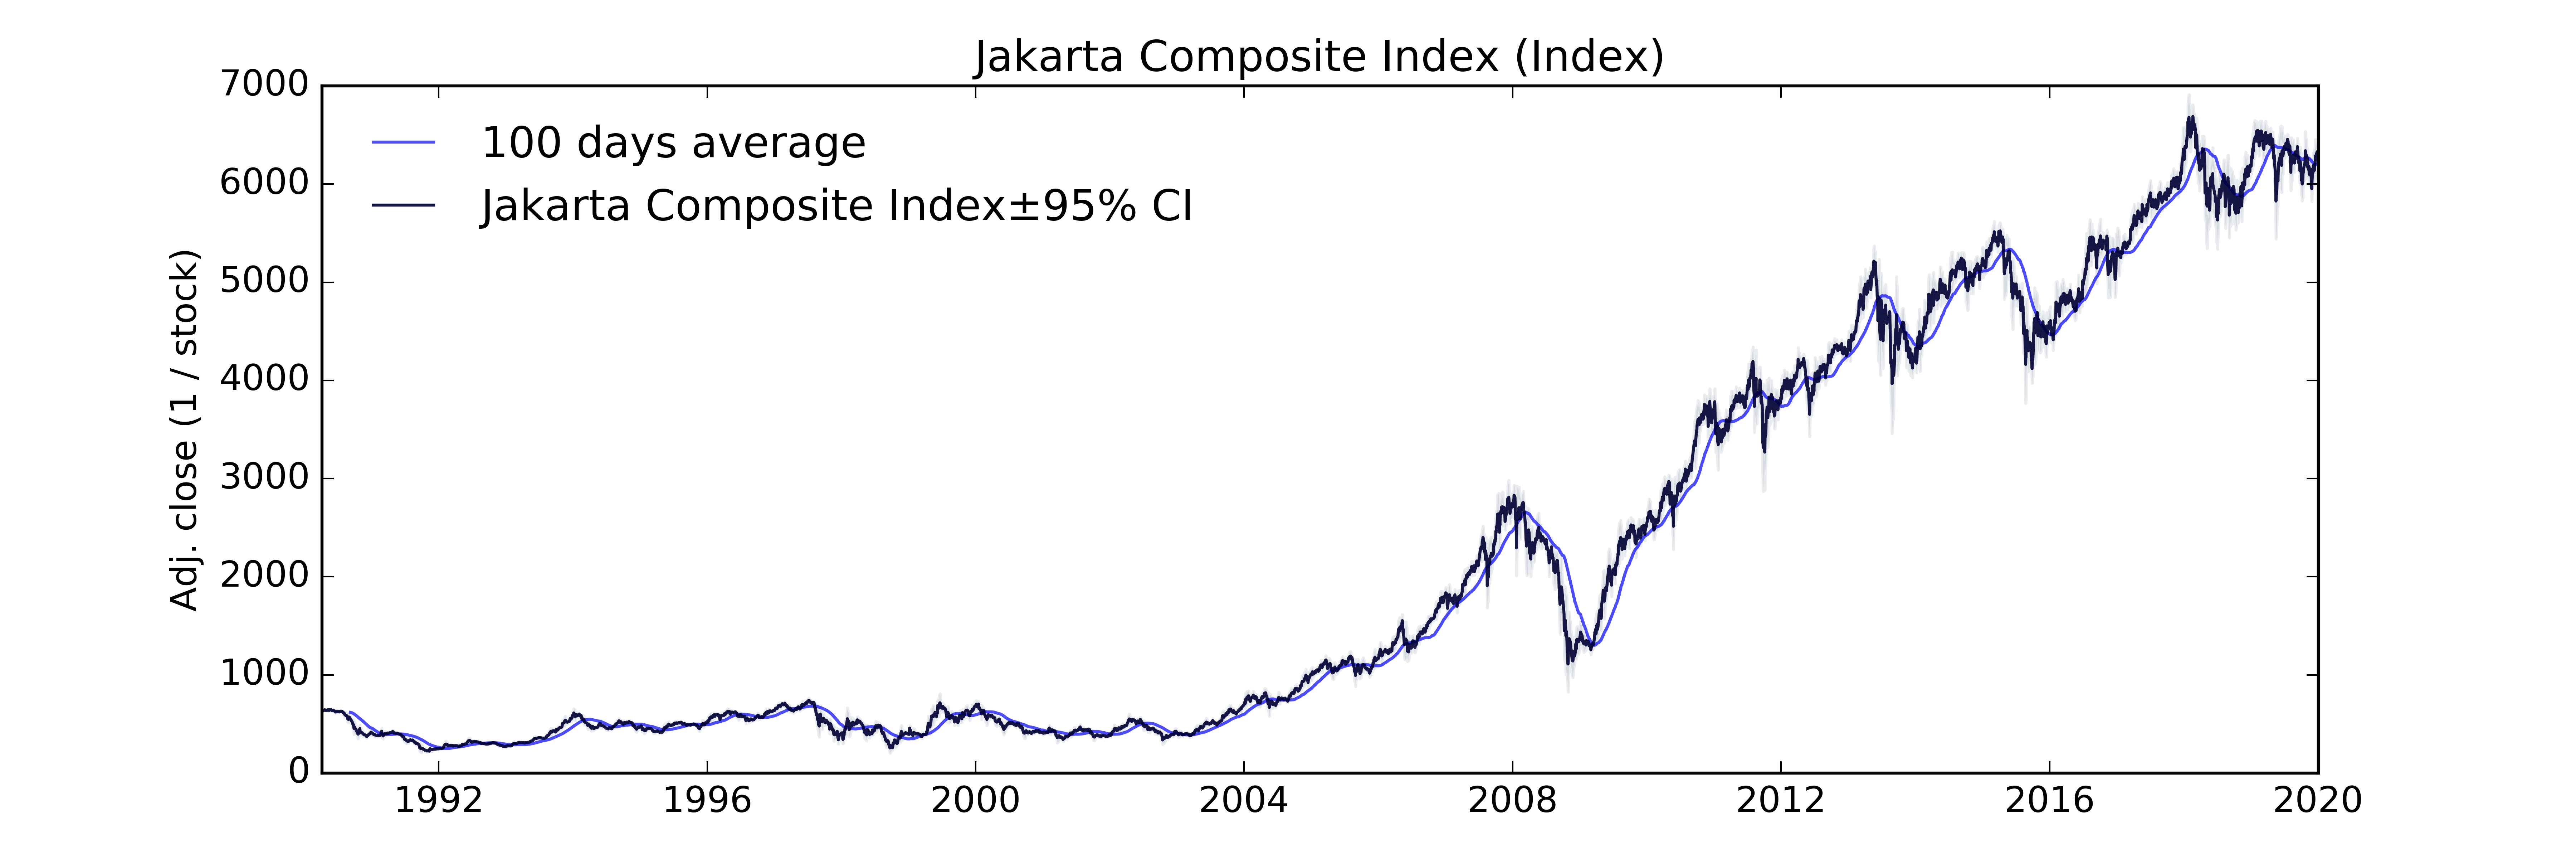 Jakarta Composite Index (Index)
7000
6000
5000
4000
3000
2000
1000
0
Adj. close (1 / stock)
100 days average
Jakarta Composite Index±95% CI
1992 1996 2000 2004 2008 2012 2016 2020